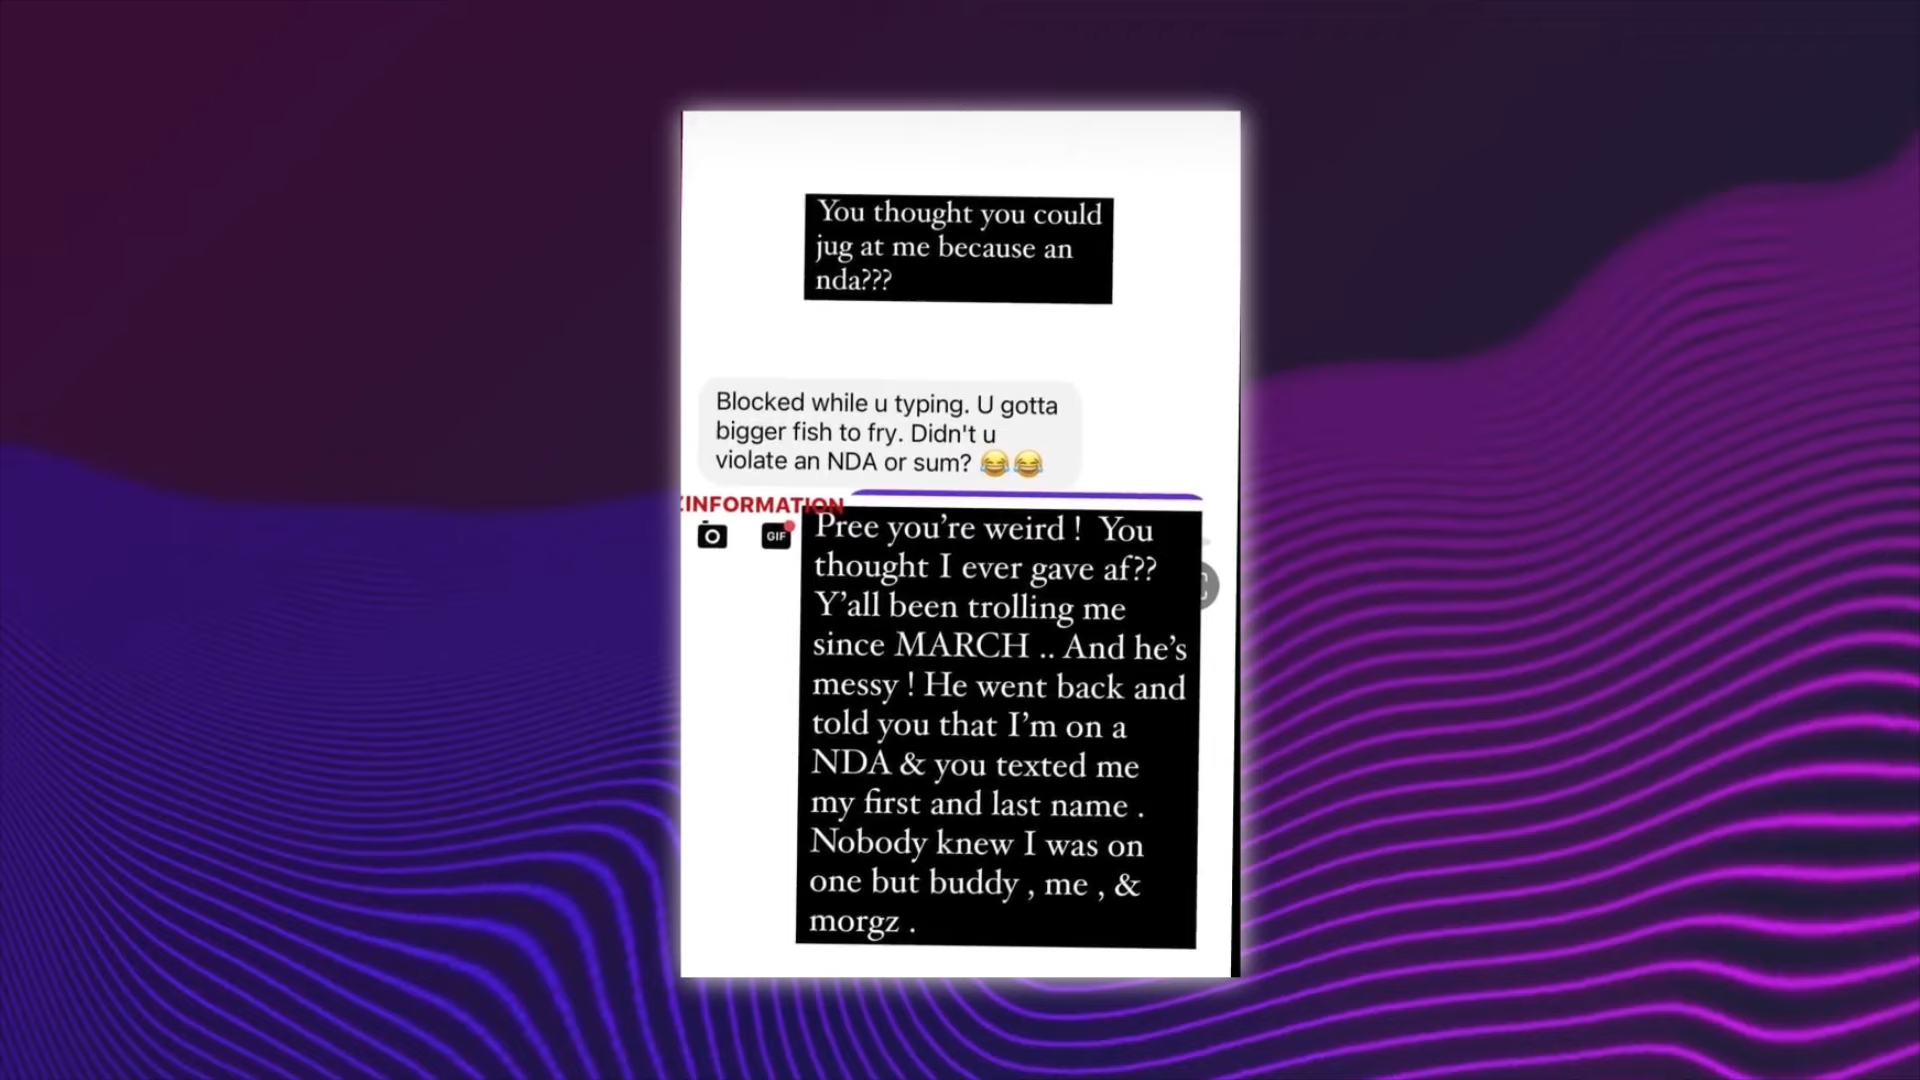 You thought you could
jug at me because an
nda???
Blocked while u typing. U gotta
bigger fish to fry. Didn't u
violate an NDA or sum? 😂😂
INFORMATION
GIF
Pree you're weird ! You
thought I ever gave af??
Y'all been trolling me
since MARCH .. And he's
messy ! He went back and
told you that I'm on a
NDA & you texted me
my first and last name .
Nobody knew I was on
one but buddy , me , &
morgz .